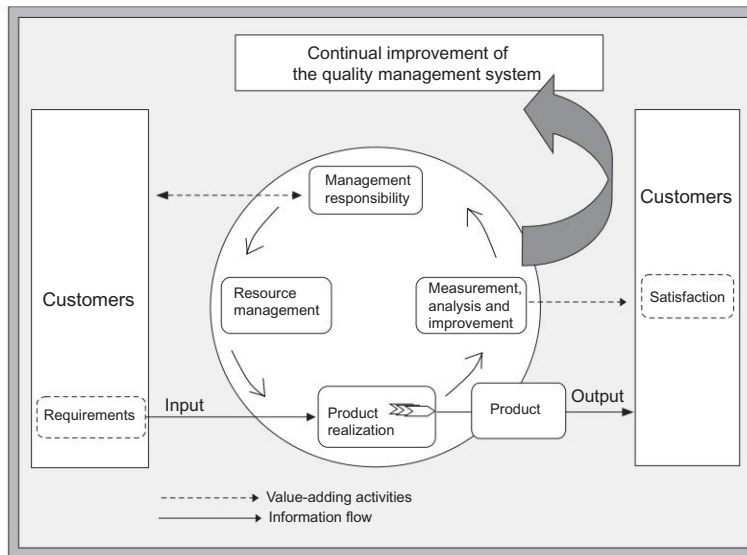 Continual improvement of
the quality management system
Customers
Requirements
Input
Management
responsibility
Resource
management
Measurement,
analysis and
improvement
Product
realization
Product
Output
Customers
Satisfaction
Value-adding activities
Information flow